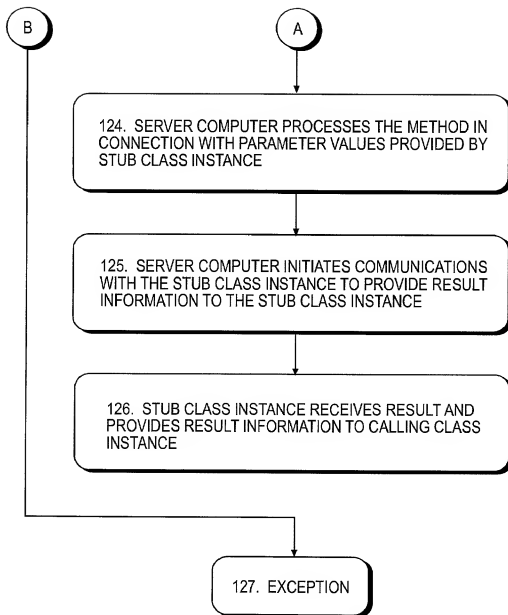 B
A
124. SERVER COMPUTER PROCESSES THE METHOD IN
CONNECTION WITH PARAMETER VALUES PROVIDED BY
STUB CLASS INSTANCE
125. SERVER COMPUTER INITIATES COMMUNICATIONS
WITH THE STUB CLASS INSTANCE TO PROVIDE RESULT
INFORMATION TO THE STUB CLASS INSTANCE
126. STUB CLASS INSTANCE RECEIVES RESULT AND
PROVIDES RESULT INFORMATION TO CALLING CLASS
INSTANCE
127. EXCEPTION